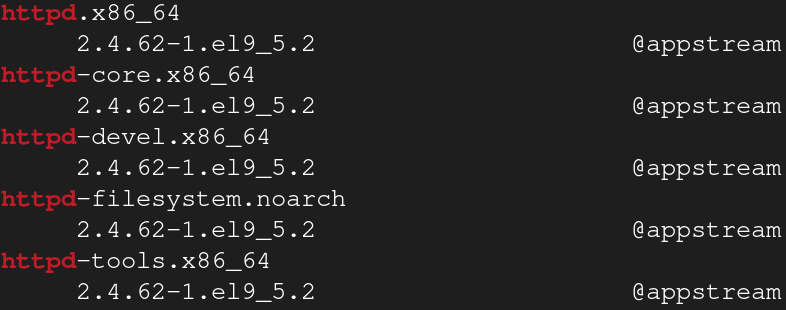 httpd.x86_64
2.4.62-1.el9_5.2 @appstream
httpd-core.x86_64
2.4.62-1.el9_5.2 @appstream
httpd-devel.x86_64
2.4.62-1.el9_5.2 @appstream
httpd-filesystem.noarch
2.4.62-1.el9_5.2 @appstream
httpd-tools.x86_64
2.4.62-1.el9_5.2 @appstream